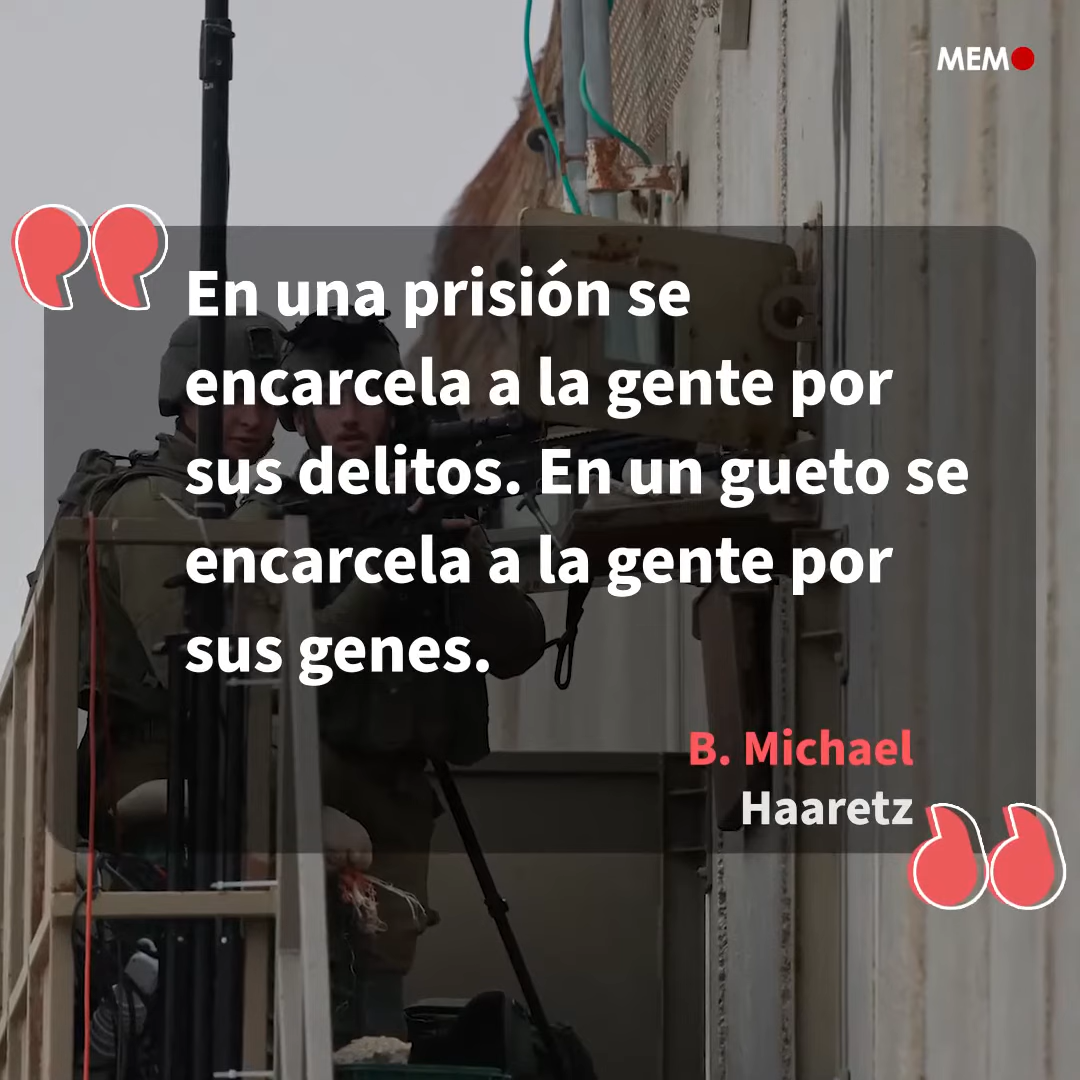 MEMO
En una prisión se
encarcela a la gente por
sus delitos. En un gueto se
encarcela a la gente por
sus genes.
B. Michael
Haaretz